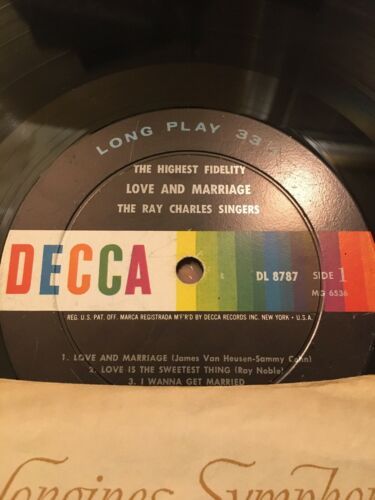 LONG PLAY 33⅓
THE HIGHEST FIDELITY
LOVE AND MARRIAGE
THE RAY CHARLES SINGERS
DECCA
DL 8787
SIDE 1
MG 6536
REG. U.S. PAT. OFF. MARCA REGISTRADA M'F'R'D BY DECCA RECORDS INC. NEW YORK • U.S.A.
1. LOVE AND MARRIAGE (James Van Heusen-Sammy Cahn)
2. LOVE IS THE SWEETEST THING (Ray Noble)
3. I WANNA GET MARRIED
Longines Symphon